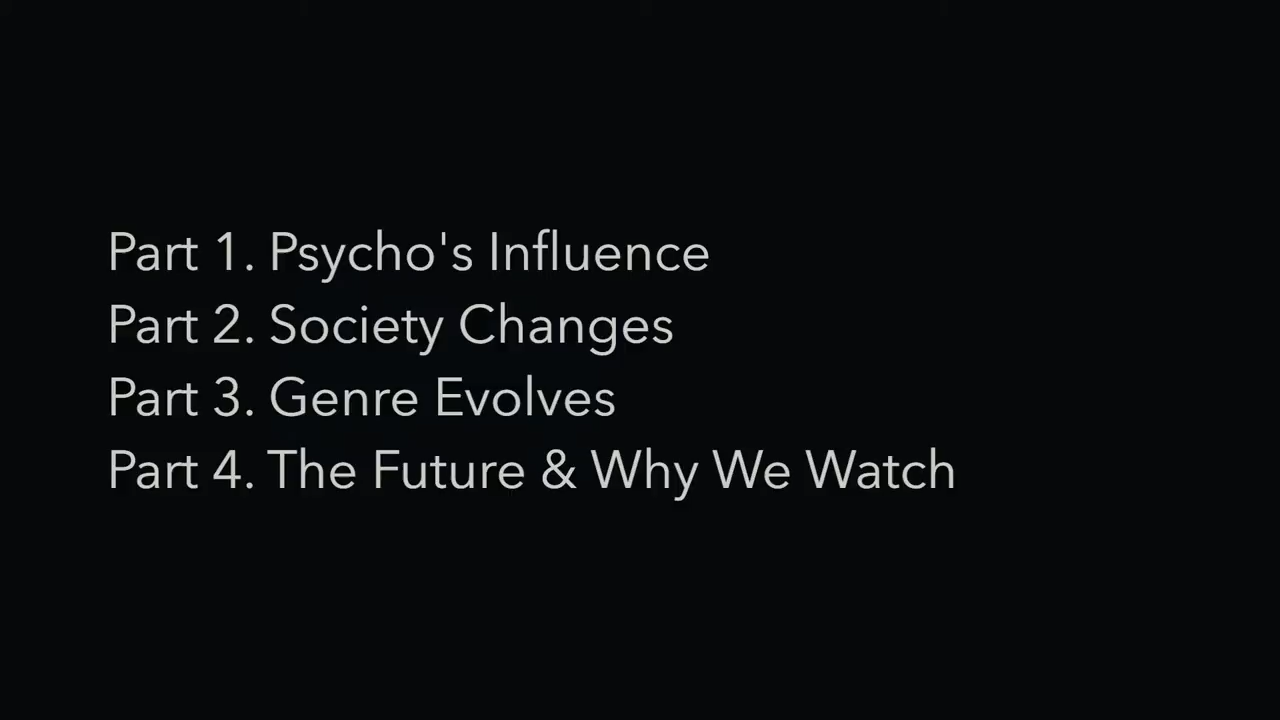 Part 1. Psycho's Influence
Part 2. Society Changes
Part 3. Genre Evolves
Part 4. The Future & Why We Watch